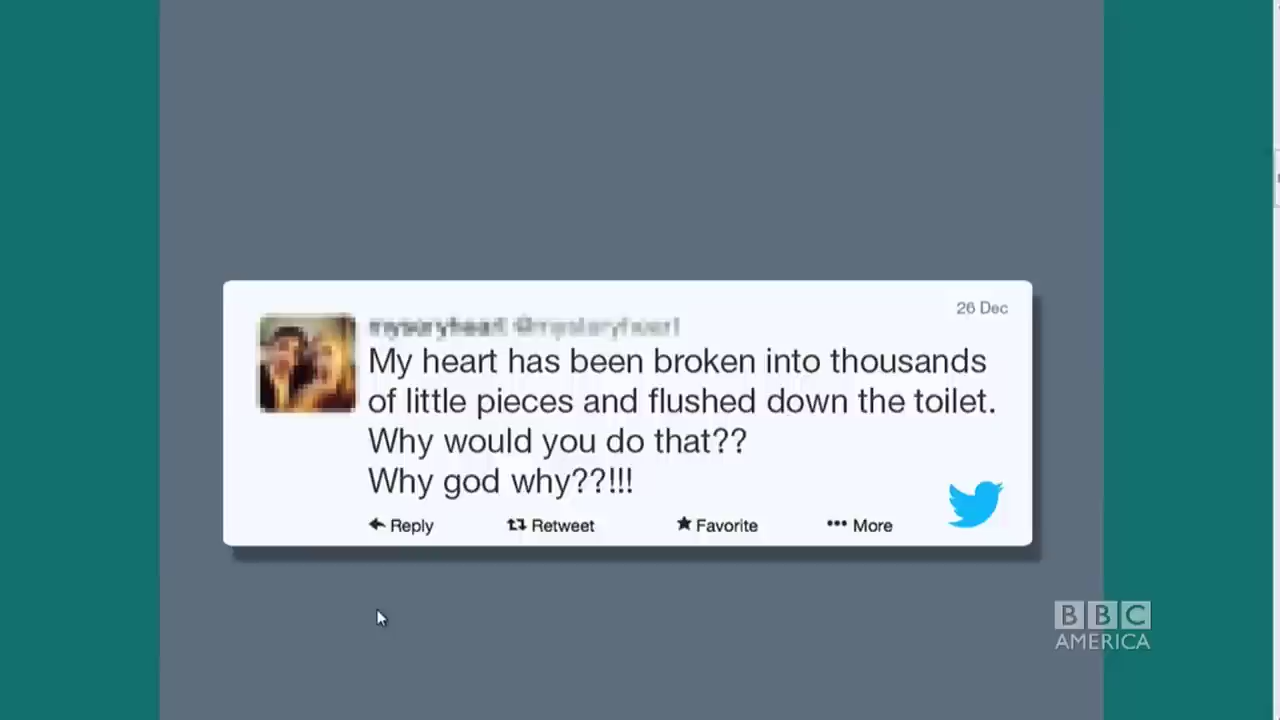 26 Dec
My heart has been broken into thousands
of little pieces and flushed down the toilet.
Why would you do that??
Why god why??!!!
Reply Retweet Favorite More
BBC
AMERICA